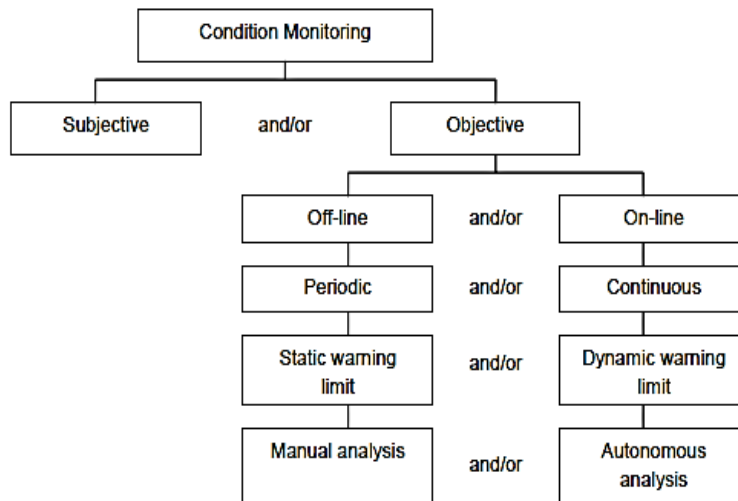 Condition Monitoring
Subjective and/or Objective
Off-line and/or On-line
Periodic and/or Continuous
Static warning limit and/or Dynamic warning limit
Manual analysis and/or Autonomous analysis